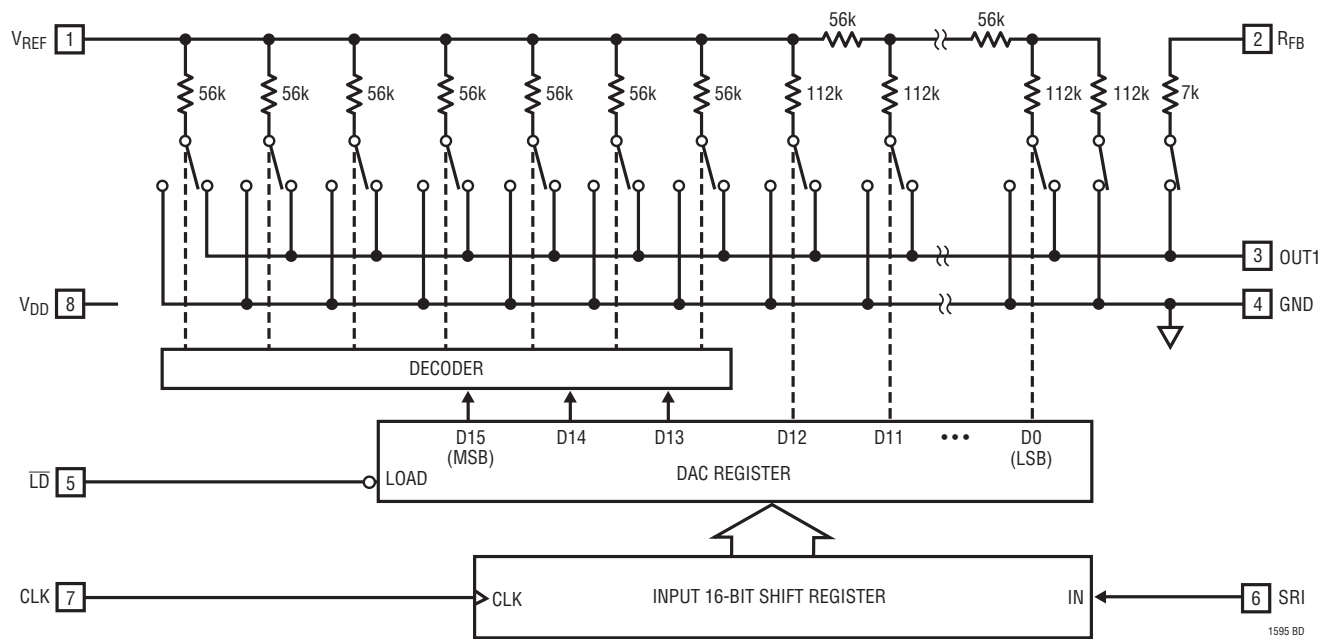 56k 56k
VREF 1 2 RFB
56k 56k 56k 56k 56k 56k 56k 112k 112k 112k 112k 7k
3 OUT1
VDD 8 4 GND
DECODER
D15 D14 D13 D12 D11 ••• D0
(MSB) (LSB)
LD 5 LOAD DAC REGISTER
CLK 7 CLK INPUT 16-BIT SHIFT REGISTER IN 6 SRI
1595 BD